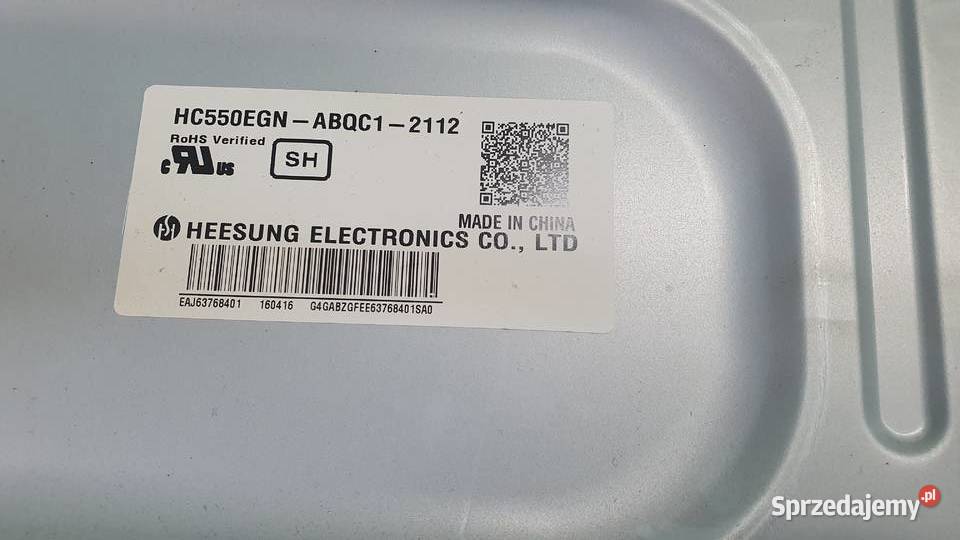 HC550EGN-ABQC1-2112
RoHS Verified
c RU US
SH
MADE IN CHINA
HEESUNG ELECTRONICS CO., LTD
EAJ63768401 160416 G4GABZGFEE63768401SA0
Sprzedajemy.pl